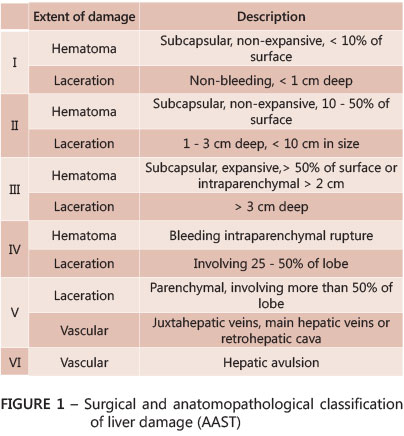 Extent of damage Description
I
Hematoma Subcapsular, non-expansive, < 10% of
surface
Laceration Non-bleeding, < 1 cm deep
II
Hematoma Subcapsular, non-expansive, 10 - 50% of
surface
Laceration 1 - 3 cm deep, < 10 cm in size
III
Hematoma Subcapsular, expansive,> 50% of surface or
intraparenchymal > 2 cm
Laceration > 3 cm deep
IV
Hematoma Bleeding intraparenchymal rupture
Laceration Involving 25 - 50% of lobe
V
Laceration Parenchymal, involving more than 50% of
lobe
Vascular Juxtahepatic veins, main hepatic veins or
retrohepatic cava
VI Vascular Hepatic avulsion
FIGURE 1 – Surgical and anatomopathological classification
of liver damage (AAST)